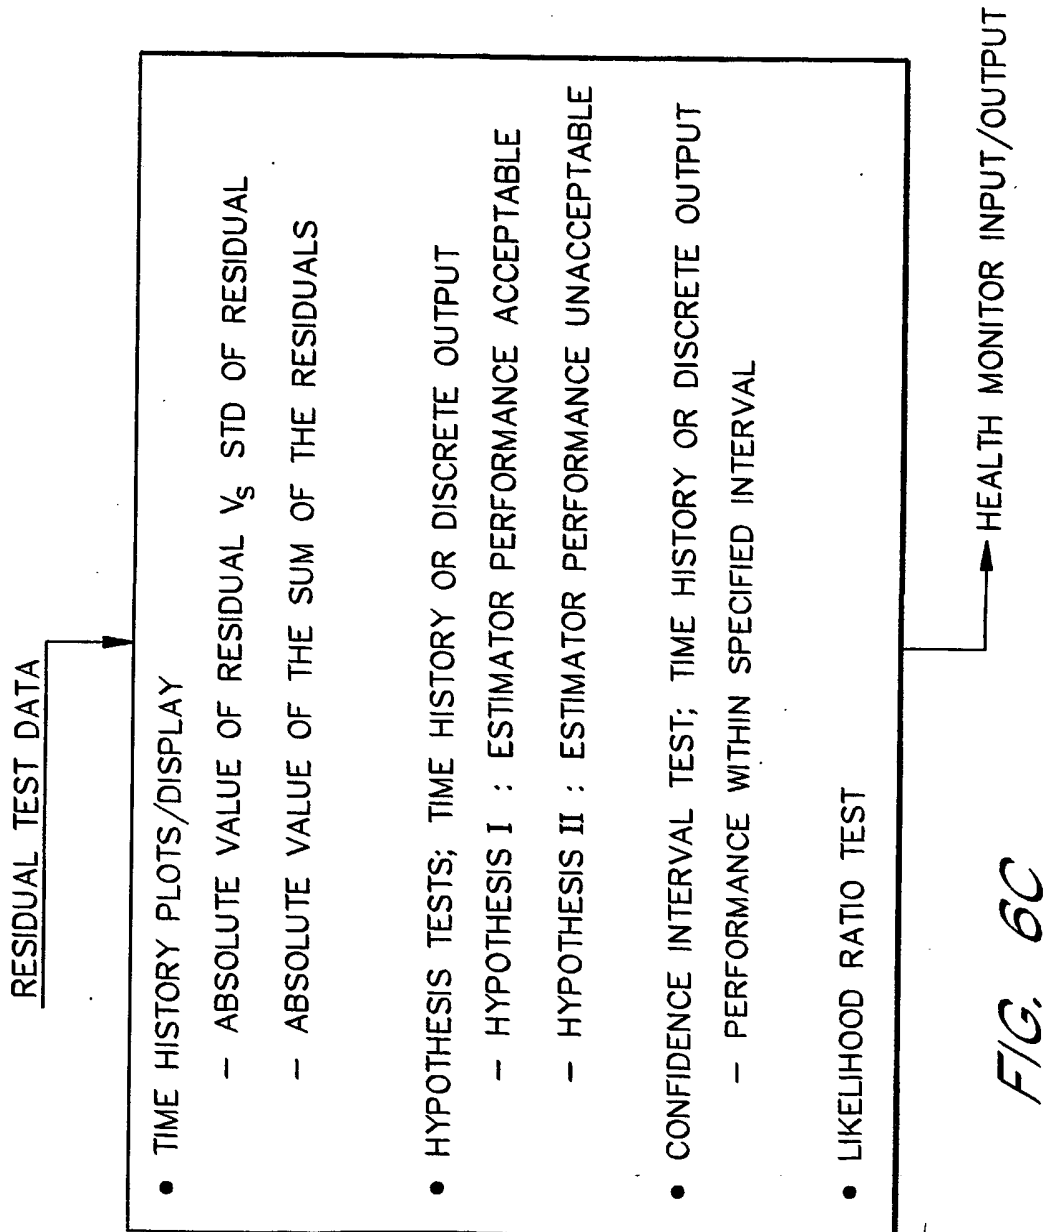 RESIDUAL TEST DATA
• TIME HISTORY PLOTS/DISPLAY
– ABSOLUTE VALUE OF RESIDUAL VS STD OF RESIDUAL
– ABSOLUTE VALUE OF THE SUM OF THE RESIDUALS
• HYPOTHESIS TESTS; TIME HISTORY OR DISCRETE OUTPUT
– HYPOTHESIS I : ESTIMATOR PERFORMANCE ACCEPTABLE
– HYPOTHESIS II : ESTIMATOR PERFORMANCE UNACCEPTABLE
• CONFIDENCE INTERVAL TEST; TIME HISTORY OR DISCRETE OUTPUT
– PERFORMANCE WITHIN SPECIFIED INTERVAL
• LIKELIHOOD RATIO TEST
HEALTH MONITOR INPUT/OUTPUT
FIG. 6C